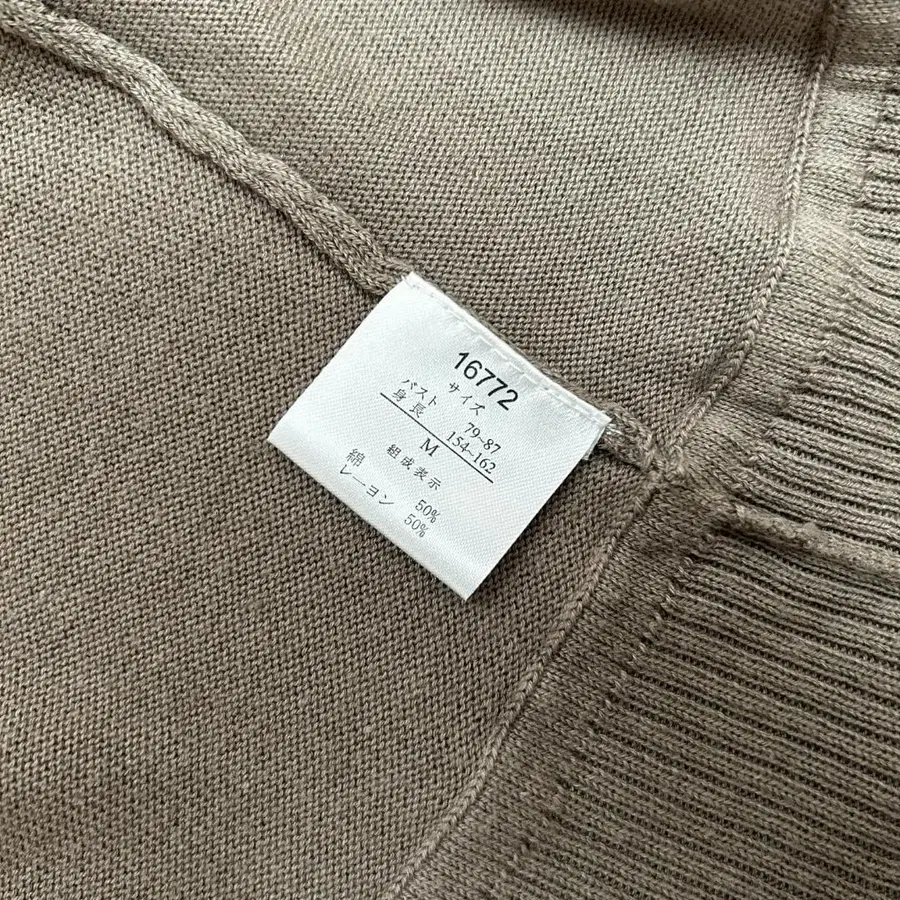 16772
サイズ
バスト 79~87
身長 154~162
M
組成表示
綿 50%
レーヨン 50%